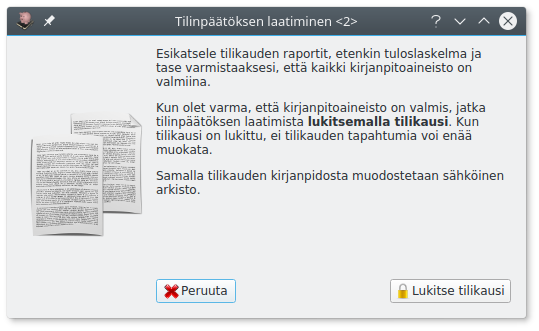 Tilinpäätöksen laatiminen <2>
Esikatsele tilikauden raportit, etenkin tuloslaskelma ja
tase varmistaaksesi, että kaikki kirjanpitoaineisto on
valmiina.
Kun olet varma, että kirjanpitoaineisto on valmis, jatka
tilinpäätöksen laatimista lukitsemalla tilikausi. Kun
tilikausi on lukittu, ei tilikauden tapahtumia voi enää
muokata.
Samalla tilikauden kirjanpidosta muodostetaan sähköinen
arkisto.
Peruuta
Lukitse tilikausi